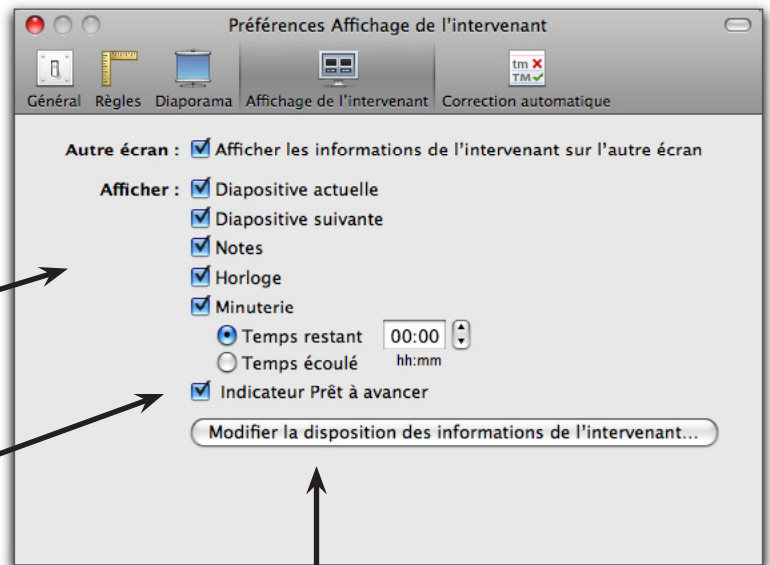 Préférences Affichage de l'intervenant
tm
TM
Général Règles Diaporama Affichage de l'intervenant Correction automatique
Autre écran : Afficher les informations de l'intervenant sur l'autre écran
Afficher : Diapositive actuelle
Diapositive suivante
Notes
Horloge
Minuterie
Temps restant 00:00
Temps écoulé hh:mm
Indicateur Prêt à avancer
Modifier la disposition des informations de l'intervenant...